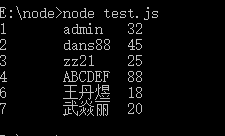 E:\node>node test.js
1 admin 32
2 dans88 45
3 zz21 25
4 ABCDEF 88
6 王丹煜 18
7 武焱丽 20